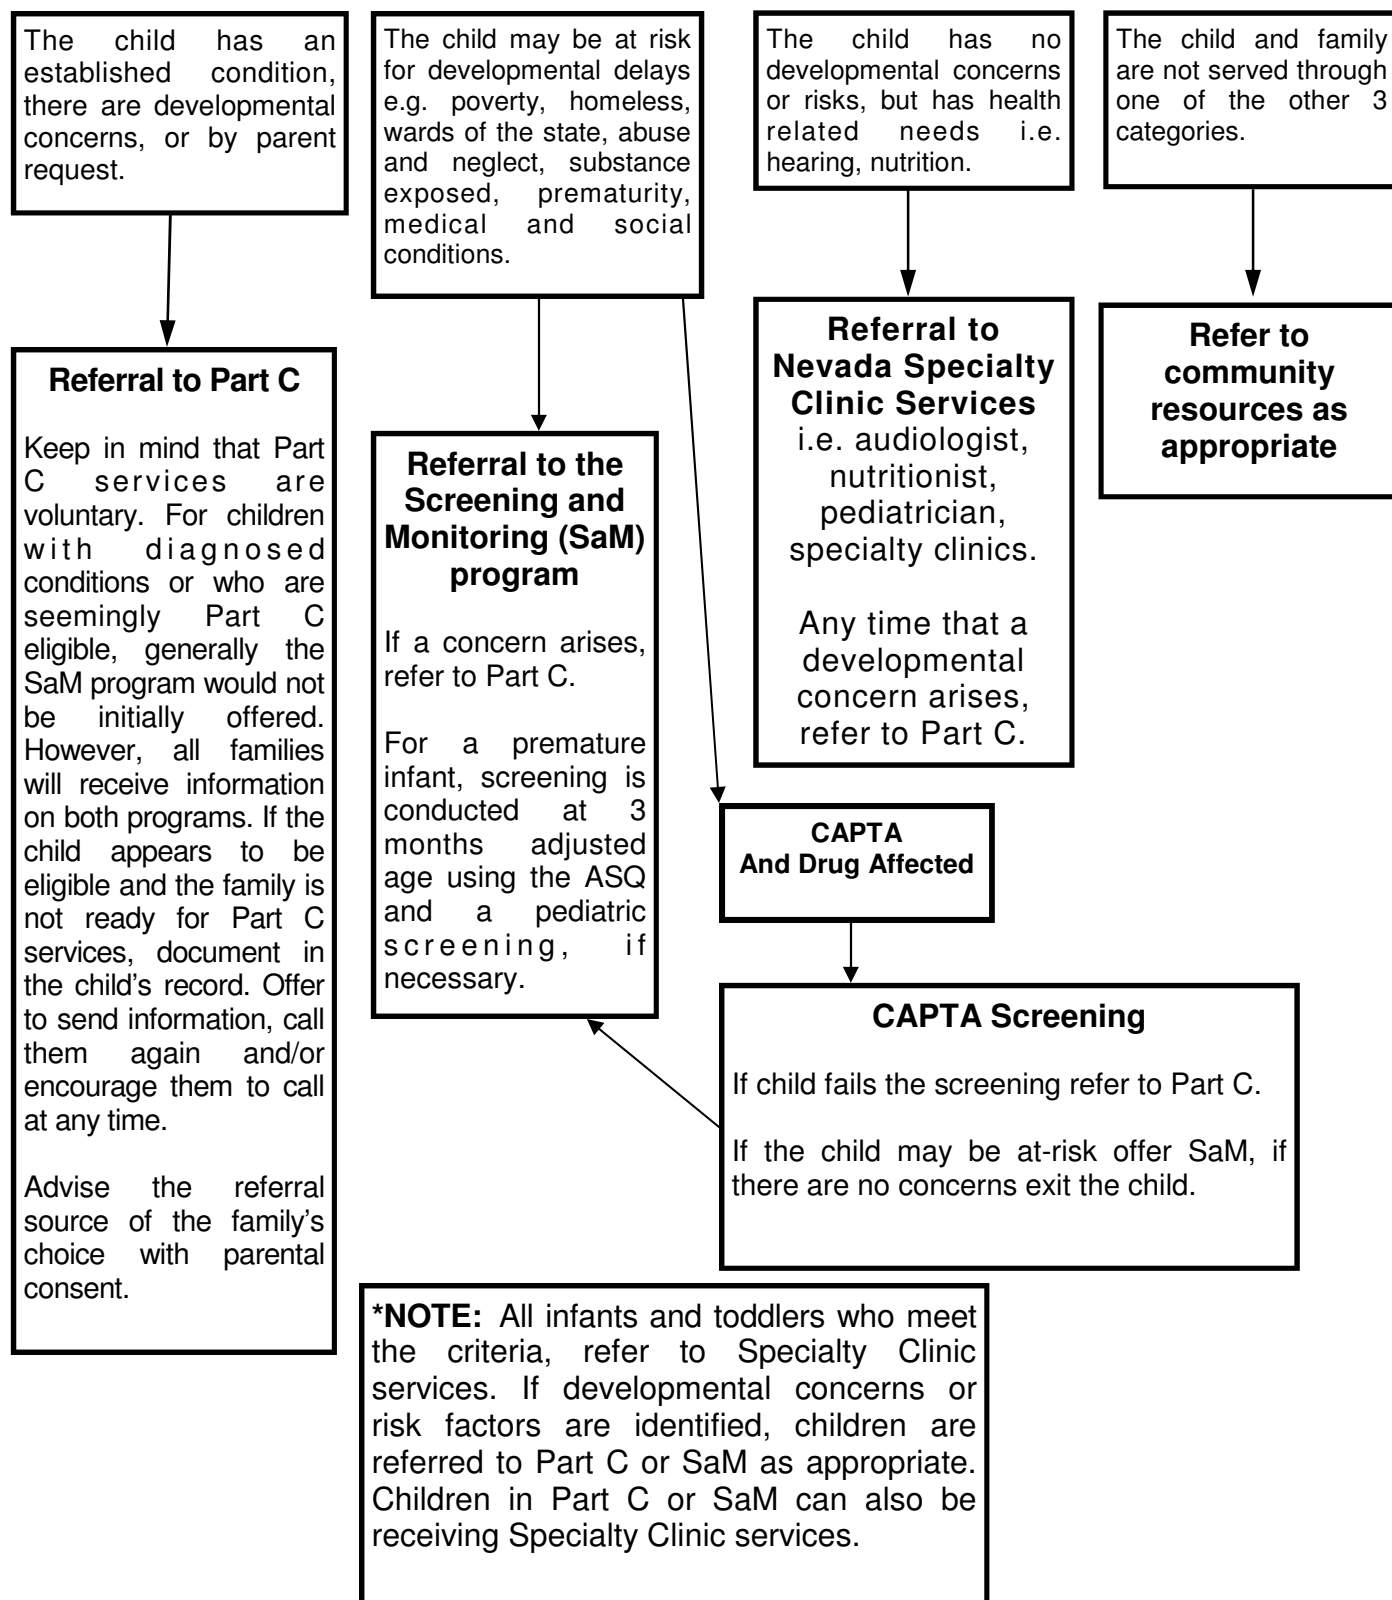 The child has an
established condition,
there are developmental
concerns, or by parent
request.
The child may be at risk
for developmental delays
e.g. poverty, homeless,
wards of the state, abuse
and neglect, substance
exposed, prematurity,
medical and social
conditions.
The child has no
developmental concerns
or risks, but has health
related needs i.e.
hearing, nutrition.
The child and family
are not served through
one of the other 3
categories.
Referral to Part C
Keep in mind that Part
C services are
voluntary. For children
with diagnosed
conditions or who are
seemingly Part C
eligible, generally the
SaM program would not
be initially offered.
However, all families
will receive information
on both programs. If the
child appears to be
eligible and the family is
not ready for Part C
services, document in
the child's record. Offer
to send information, call
them again and/or
encourage them to call
at any time.
Advise the referral
source of the family's
choice with parental
consent.
Referral to the
Screening and
Monitoring (SaM)
program
If a concern arises,
refer to Part C.
For a premature
infant, screening is
conducted at 3
months adjusted
age using the ASQ
and a pediatric
screening, if
necessary.
Referral to
Nevada Specialty
Clinic Services
i.e. audiologist,
nutritionist,
pediatrician,
specialty clinics.
Any time that a
developmental
concern arises,
refer to Part C.
Refer to
community
resources as
appropriate
CAPTA
And Drug Affected
CAPTA Screening
If child fails the screening refer to Part C.
If the child may be at-risk offer SaM, if
there are no concerns exit the child.
*NOTE: All infants and toddlers who meet
the criteria, refer to Specialty Clinic
services. If developmental concerns or
risk factors are identified, children are
referred to Part C or SaM as appropriate.
Children in Part C or SaM can also be
receiving Specialty Clinic services.